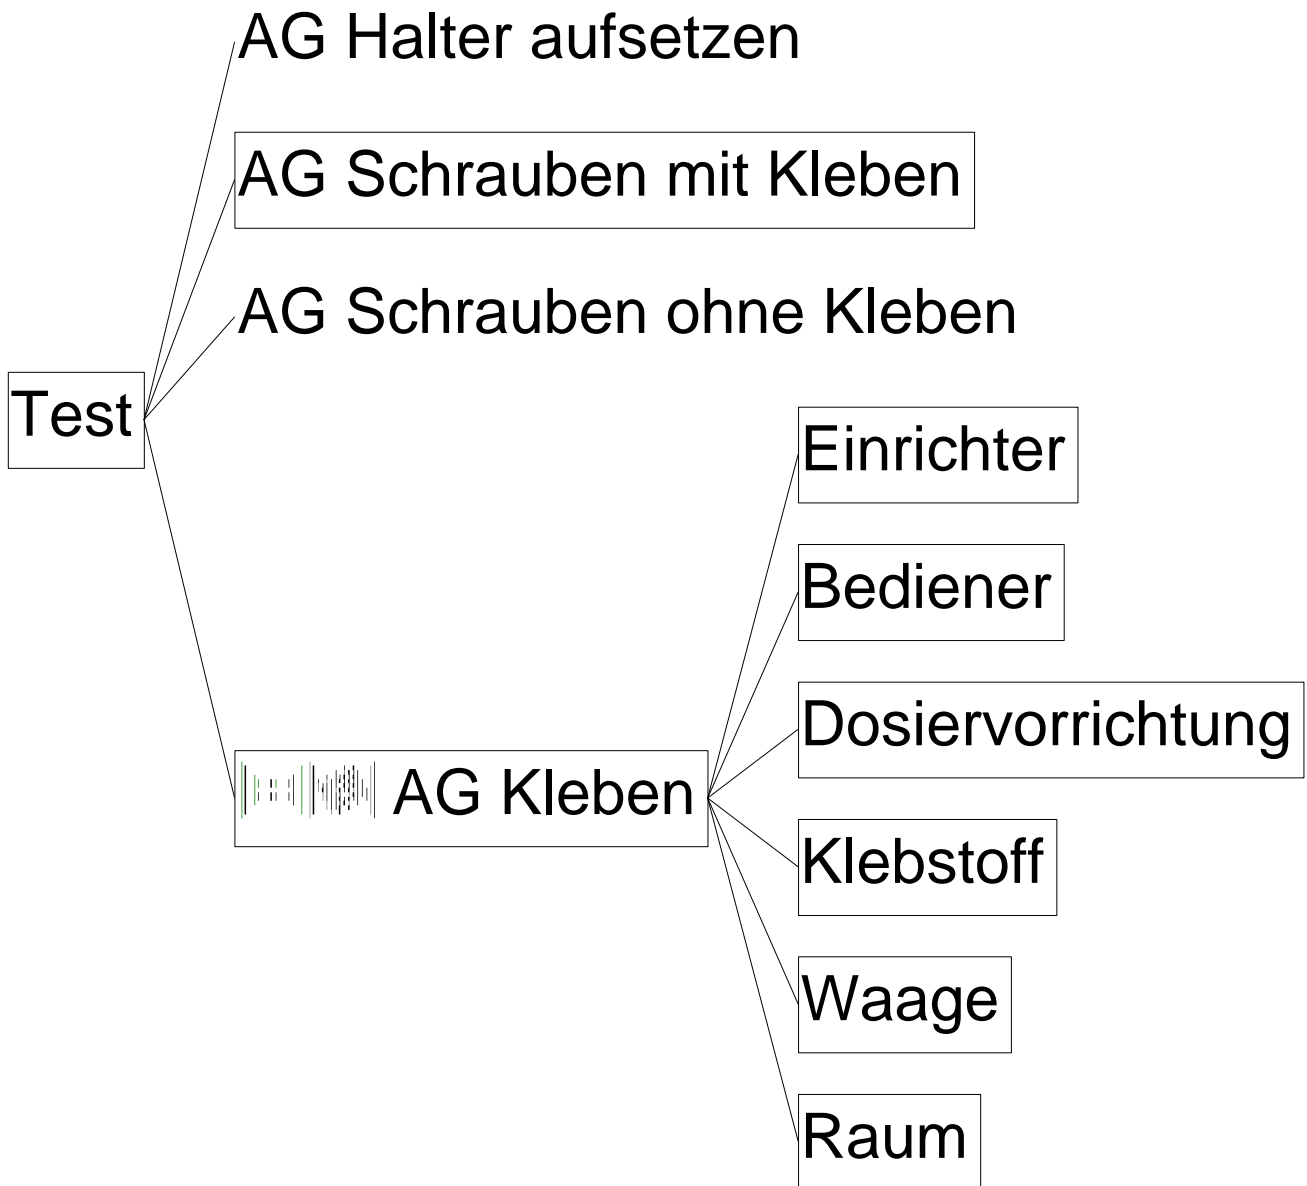 AG Halter aufsetzen
AG Schrauben mit Kleben
AG Schrauben ohne Kleben
Test
Einrichter
Bediener
Dosiervorrichtung
AG Kleben
Klebstoff
Waage
Raum